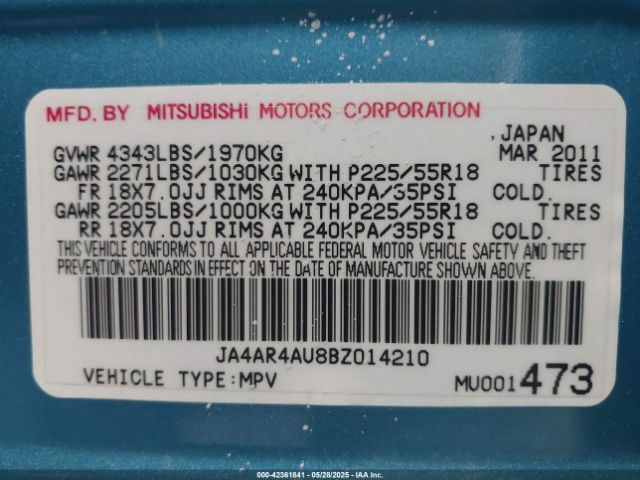 MFD. BY MITSUBISHI MOTORS CORPORATION
, JAPAN
GVWR 4343LBS/1970KG MAR 2011
GAWR 2271LBS/1030KG WITH P225/55R18 TIRES
FR 18X7.0JJ RIMS AT 240KPA/35PSI COLD.
GAWR 2205LBS/1000KG WITH P225/55R18 TIRES
RR 18X7.0JJ RIMS AT 240KPA/35PSI COLD.
THIS VEHICLE CONFORMS TO ALL APPLICABLE FEDERAL MOTOR VEHICLE SAFETY AND THEFT
PREVENTION STANDARDS IN EFFECT ON THE DATE OF MANUFACTURE SHOWN ABOVE.
JA4AR4AU8BZ014210
VEHICLE TYPE:MPV MU001473
000-42361841 - 05/28/2025 - IAAI.COM